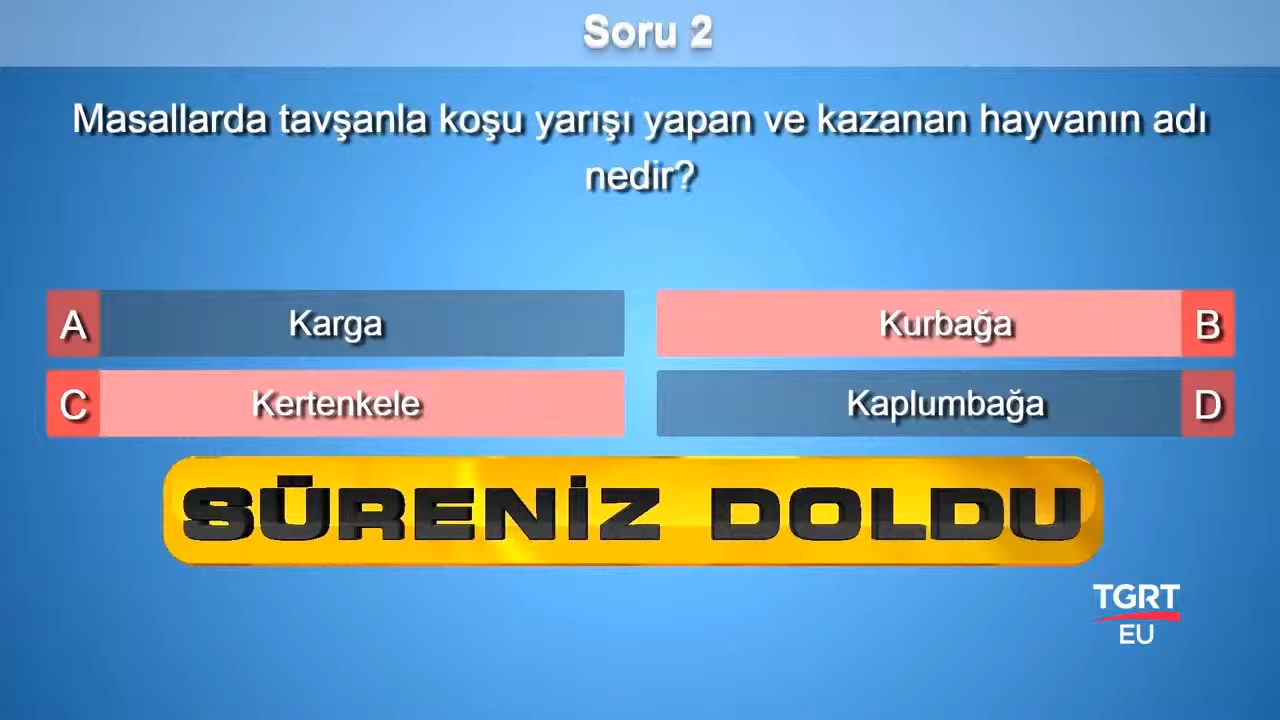 Soru 2
Masallarda tavşanla koşu yarışı yapan ve kazanan hayvanın adı
nedir?
A Karga
Kurbağa B
C Kertenkele
Kaplumbağa D
SÜRENİZ DOLDU
TGRT
EU